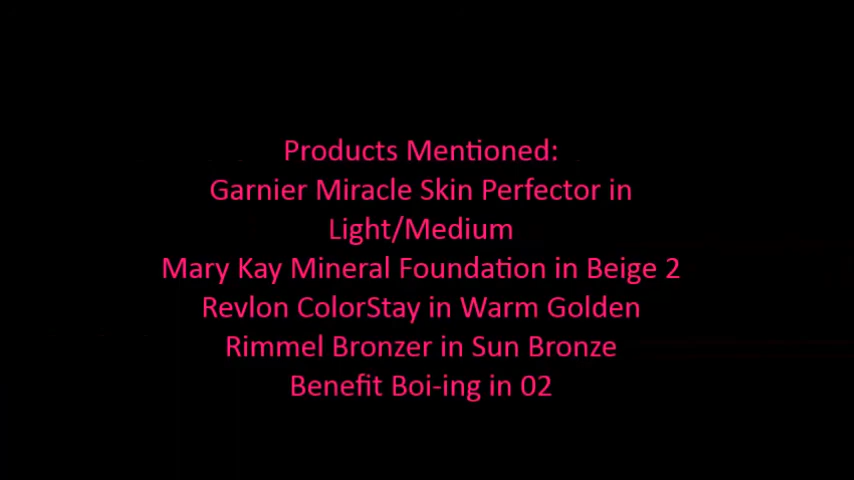 Products Mentioned:
Garnier Miracle Skin Perfector in
Light/Medium
Mary Kay Mineral Foundation in Beige 2
Revlon ColorStay in Warm Golden
Rimmel Bronzer in Sun Bronze
Benefit Boi-ing in 02